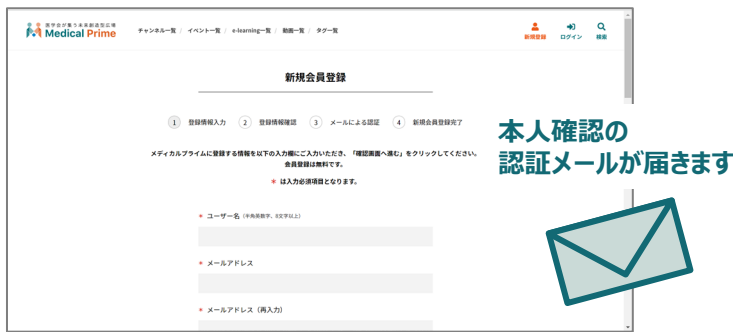 医学会が集う未来創造型広場
Medical Prime
チャンネル一覧 / イベント一覧 / e-learning一覧 / 動画一覧 / タグ一覧
新規登録 ログイン 検索
新規会員登録
1 登録情報入力 2 登録情報確認 3 メールによる認証 4 新規会員登録完了
本人確認の
認証メールが届きます
メディカルプライムに登録する情報を以下の入力欄にご入力いただき、「確認画面へ進む」をクリックしてください。
会員登録は無料です。
* は入力必須項目となります。
* ユーザー名（半角英数字、8文字以上）
* メールアドレス
* メールアドレス（再入力）